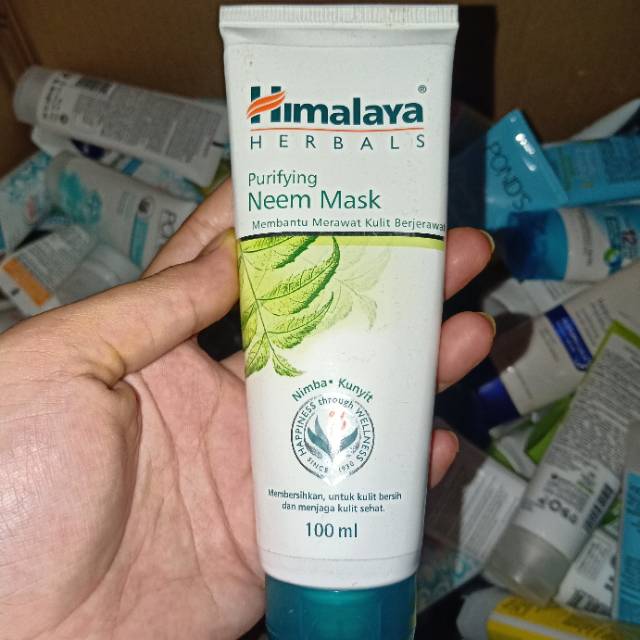 Himalaya®
HERBALS
Purifying
Neem Mask
Membantu Merawat Kulit Berjerawat
Nimba • Kunyit
HAPPINESS through WELLNESS
SINCE 1930
Membersihkan, untuk kulit bersih
dan menjaga kulit sehat.
100 ml
POND'S